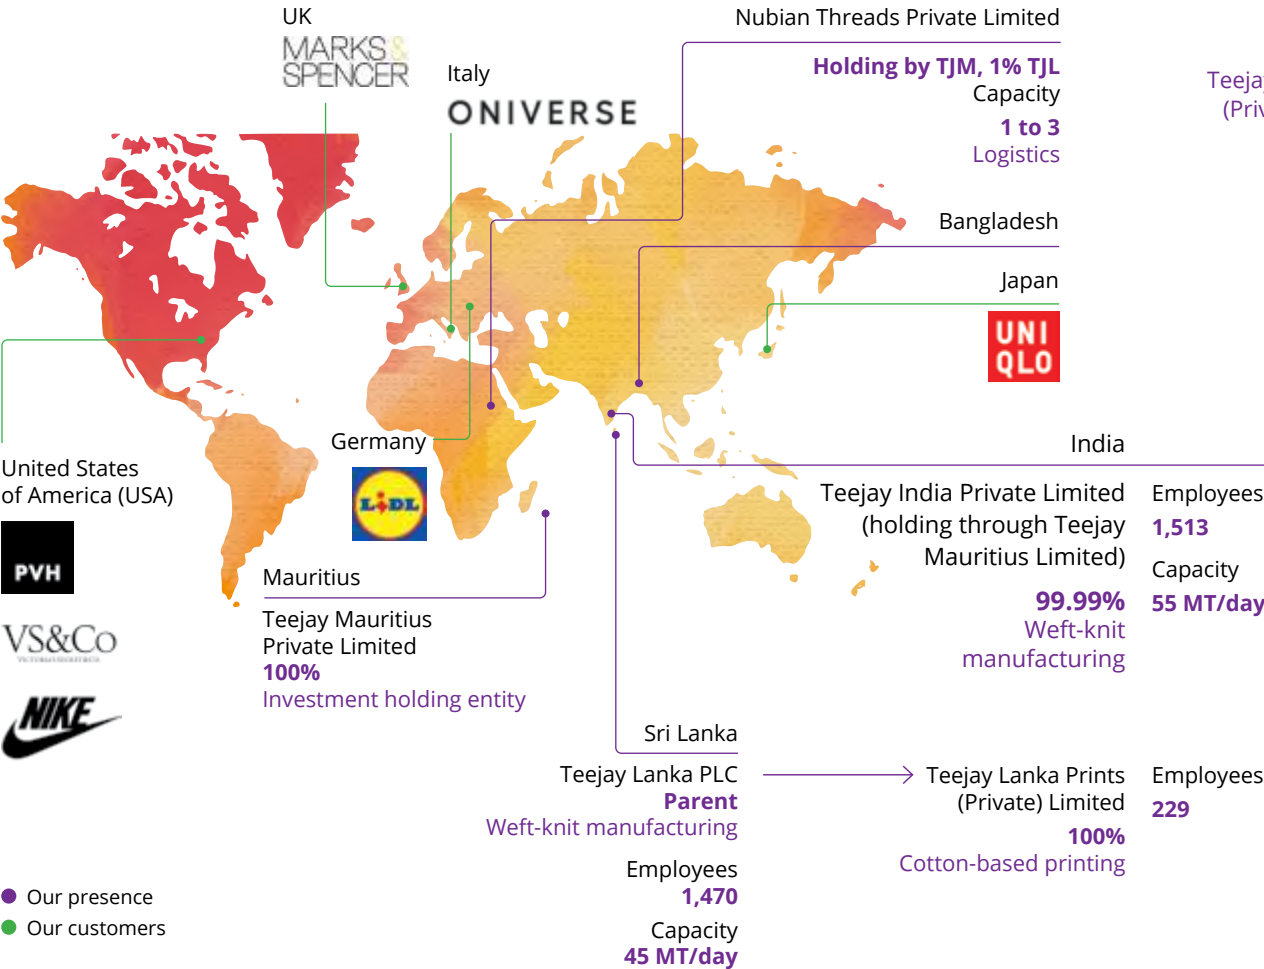 UK
MARKS&
SPENCER
Italy
ONIVERSE
Nubian Threads Private Limited
Holding by TJM, 1% TJL
Capacity
1 to 3
Logistics
Teejay
(Priv
Bangladesh
Japan
UNI
QLO
Germany
LIDL
United States
of America (USA)
PVH
VS&Co
NIKE
India
Teejay India Private Limited
(holding through Teejay
Mauritius Limited)
99.99%
Weft-knit
manufacturing
Employees
1,513
Capacity
55 MT/day
Mauritius
Teejay Mauritius
Private Limited
100%
Investment holding entity
Sri Lanka
Teejay Lanka PLC
Parent
Weft-knit manufacturing
Employees
1,470
Capacity
45 MT/day
Teejay Lanka Prints
(Private) Limited
100%
Cotton-based printing
Employees
229
Our presence
Our customers